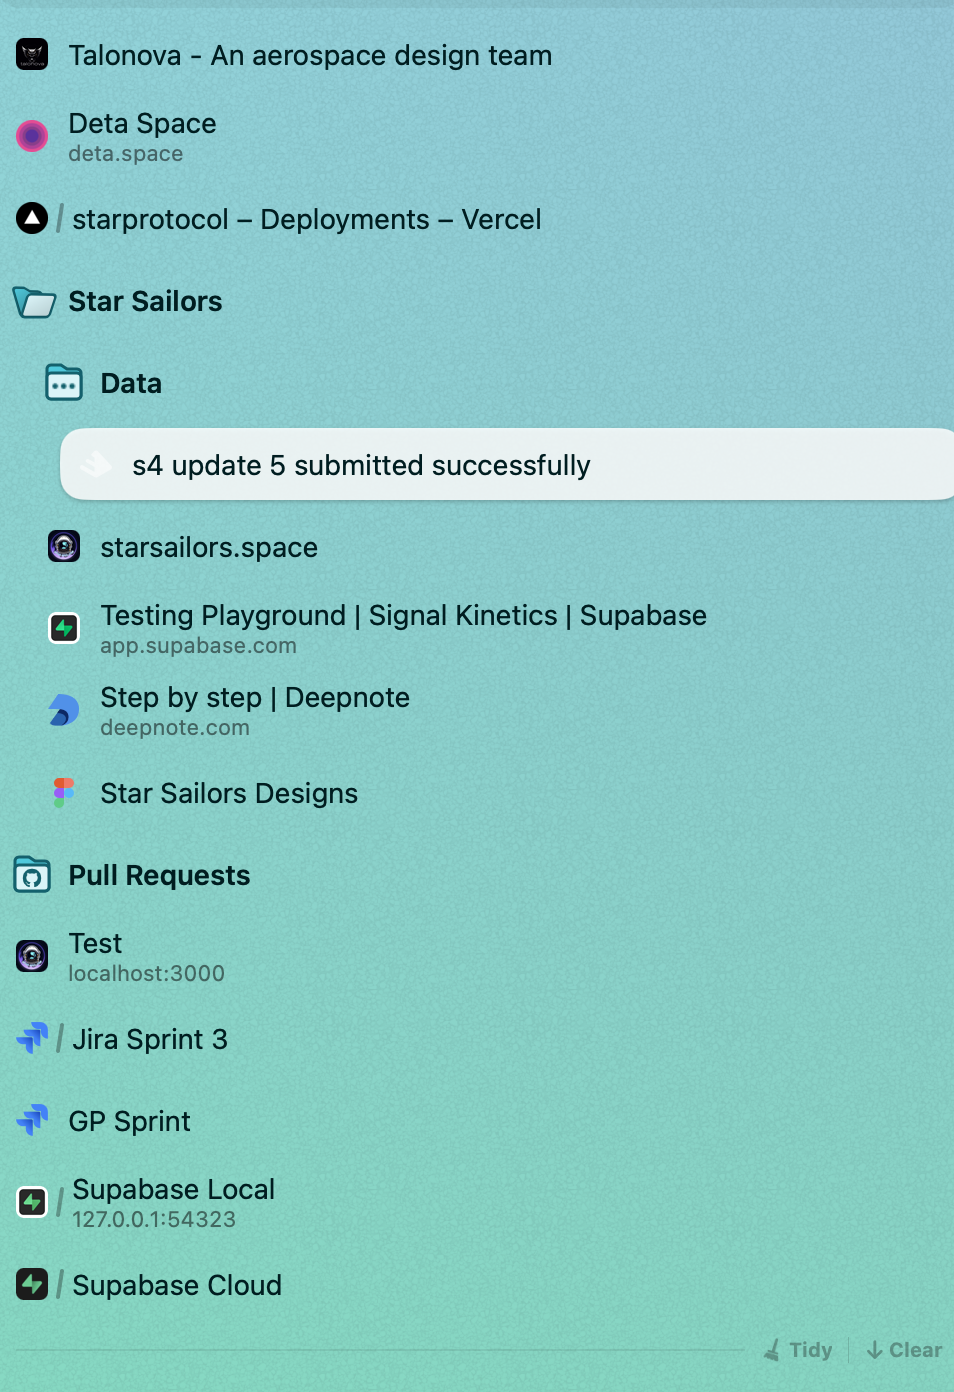 Talonova - An aerospace design team
Deta Space
deta.space
/ starprotocol – Deployments – Vercel
Star Sailors
Data
s4 update 5 submitted successfully
starsailors.space
Testing Playground | Signal Kinetics | Supabase
app.supabase.com
Step by step | Deepnote
deepnote.com
Star Sailors Designs
Pull Requests
Test
localhost:3000
/ Jira Sprint 3
GP Sprint
/ Supabase Local
127.0.0.1:54323
/ Supabase Cloud
Tidy
Clear